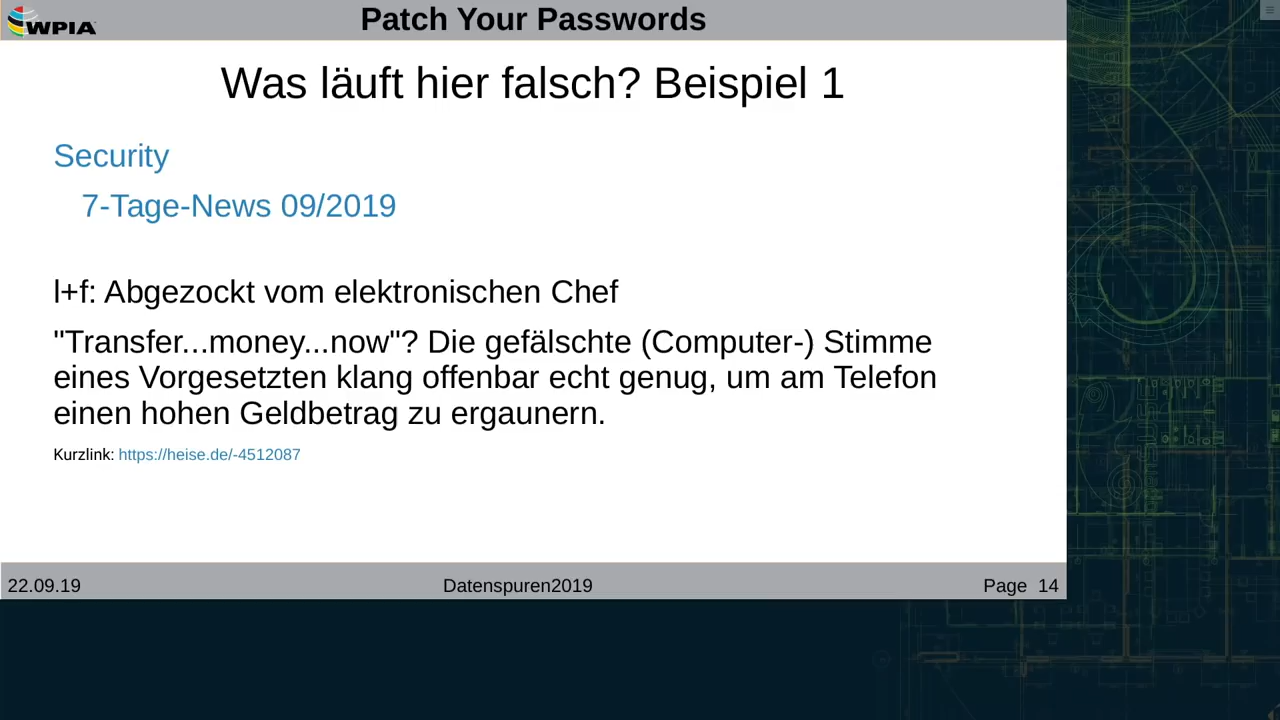 WPIA
Patch Your Passwords
Was läuft hier falsch? Beispiel 1
Security
7-Tage-News 09/2019
l+f: Abgezockt vom elektronischen Chef
"Transfer...money...now"? Die gefälschte (Computer-) Stimme
eines Vorgesetzten klang offenbar echt genug, um am Telefon
einen hohen Geldbetrag zu ergaunern.
Kurzlink: https://heise.de/-4512087
22.09.19 Datenspuren2019 Page 14
openSUSE